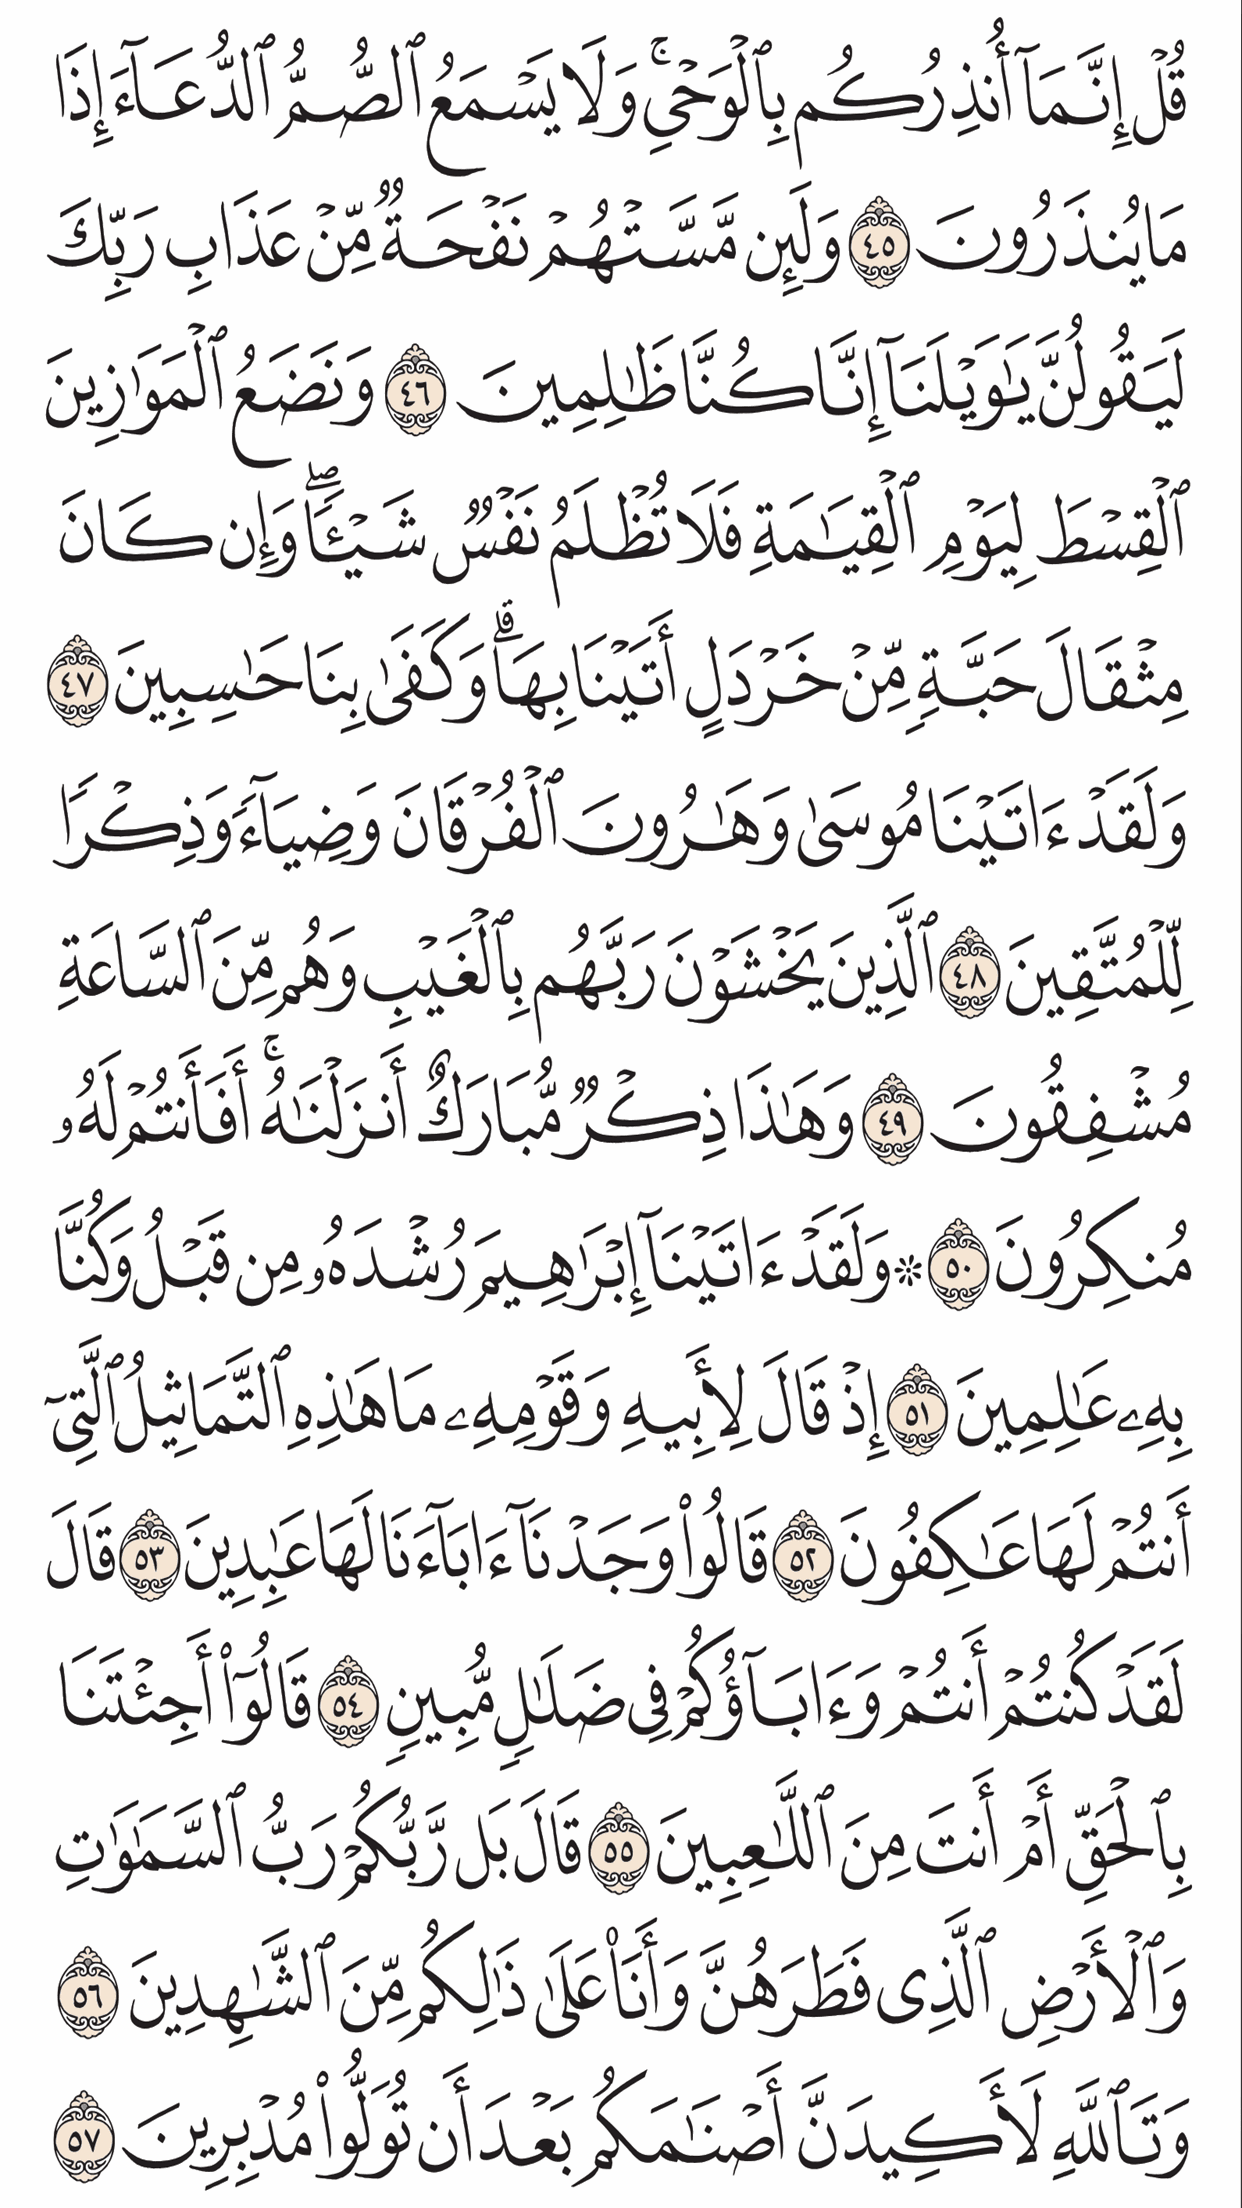 قُلۡ إِنَّمَآ أُنذِرُكُم بِٱلۡوَحۡيِۚ وَلَا يَسۡمَعُ ٱلصُّمُّ ٱلدُّعَآءَ إِذَا
مَا يُنذَرُونَ ٤٥ وَلَئِن مَّسَّتۡهُمۡ نَفۡحَةٞ مِّنۡ عَذَابِ رَبِّكَ
لَيَقُولُنَّ يَٰوَيۡلَنَآ إِنَّا كُنَّا ظَٰلِمِينَ ٤٦ وَنَضَعُ ٱلۡمَوَٰزِينَ
ٱلۡقِسۡطَ لِيَوۡمِ ٱلۡقِيَٰمَةِ فَلَا تُظۡلَمُ نَفۡسٞ شَيۡـٔٗاۖ وَإِن كَانَ
مِثۡقَالَ حَبَّةٖ مِّنۡ خَرۡدَلٍ أَتَيۡنَا بِهَاۗ وَكَفَىٰ بِنَا حَٰسِبِينَ ٤٧
وَلَقَدۡ ءَاتَيۡنَا مُوسَىٰ وَهَٰرُونَ ٱلۡفُرۡقَانَ وَضِيَآءٗ وَذِكۡرٗا
لِّلۡمُتَّقِينَ ٤٨ ٱلَّذِينَ يَخۡشَوۡنَ رَبَّهُم بِٱلۡغَيۡبِ وَهُم مِّنَ ٱلسَّاعَةِ
مُشۡفِقُونَ ٤٩ وَهَٰذَا ذِكۡرٞ مُّبَارَكٌ أَنزَلۡنَٰهُۚ أَفَأَنتُمۡ لَهُۥ
مُنكِرُونَ ٥٠ ۞ وَلَقَدۡ ءَاتَيۡنَآ إِبۡرَٰهِيمَ رُشۡدَهُۥ مِن قَبۡلُ وَكُنَّا
بِهِۦ عَٰلِمِينَ ٥١ إِذۡ قَالَ لِأَبِيهِ وَقَوۡمِهِۦ مَا هَٰذِهِ ٱلتَّمَاثِيلُ ٱلَّتِيٓ
أَنتُمۡ لَهَا عَٰكِفُونَ ٥٢ قَالُواْ وَجَدۡنَآ ءَابَآءَنَا لَهَا عَٰبِدِينَ ٥٣ قَالَ
لَقَدۡ كُنتُمۡ أَنتُمۡ وَءَابَآؤُكُمۡ فِي ضَلَٰلٖ مُّبِينٖ ٥٤ قَالُوٓاْ أَجِئۡتَنَا
بِٱلۡحَقِّ أَمۡ أَنتَ مِنَ ٱللَّٰعِبِينَ ٥٥ قَالَ بَل رَّبُّكُمۡ رَبُّ ٱلسَّمَٰوَٰتِ
وَٱلۡأَرۡضِ ٱلَّذِي فَطَرَهُنَّ وَأَنَا۠ عَلَىٰ ذَٰلِكُم مِّنَ ٱلشَّٰهِدِينَ ٥٦
وَتَٱللَّهِ لَأَكِيدَنَّ أَصۡنَٰمَكُم بَعۡدَ أَن تُوَلُّواْ مُدۡبِرِينَ ٥٧